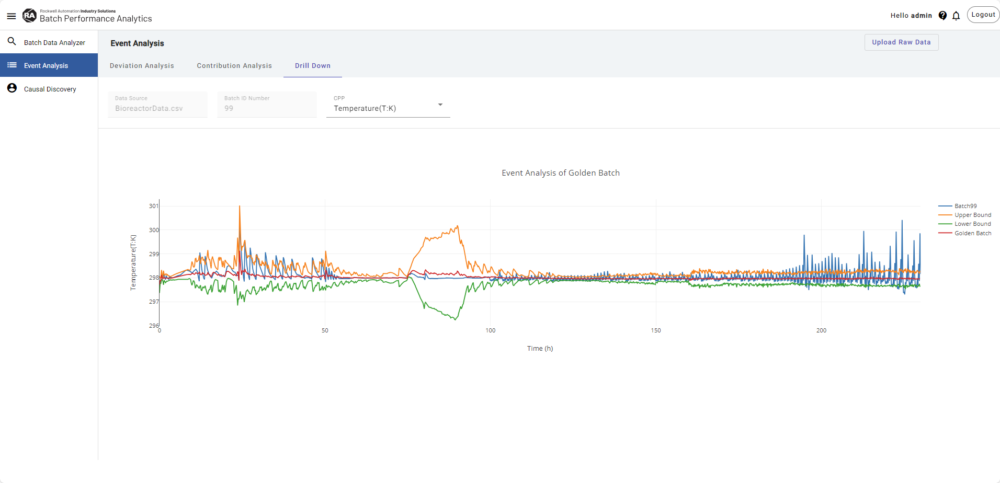 Rockwell Automation Industry Solutions
RA
Batch Performance Analytics
Hello admin
Logout
Batch Data Analyzer
Event Analysis
Causal Discovery
Event Analysis
Upload Raw Data
Deviation Analysis
Contribution Analysis
Drill Down
Data Source
BioreactorData.csv
Batch ID Number
99
CPP
Temperature(T:K)
Event Analysis of Golden Batch
301
300
299
298
297
296
Temperature(T:K)
0
50
100
150
200
Time (h)
Batch99
Upper Bound
Lower Bound
Golden Batch